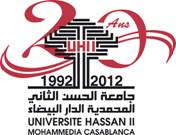 20 Ans
UHII
1992 2012
جامعة الحسن الثاني
المحمدية الدار البيضاء
UNIVERSITE HASSAN II
MOHAMMEDIA CASABLANCA